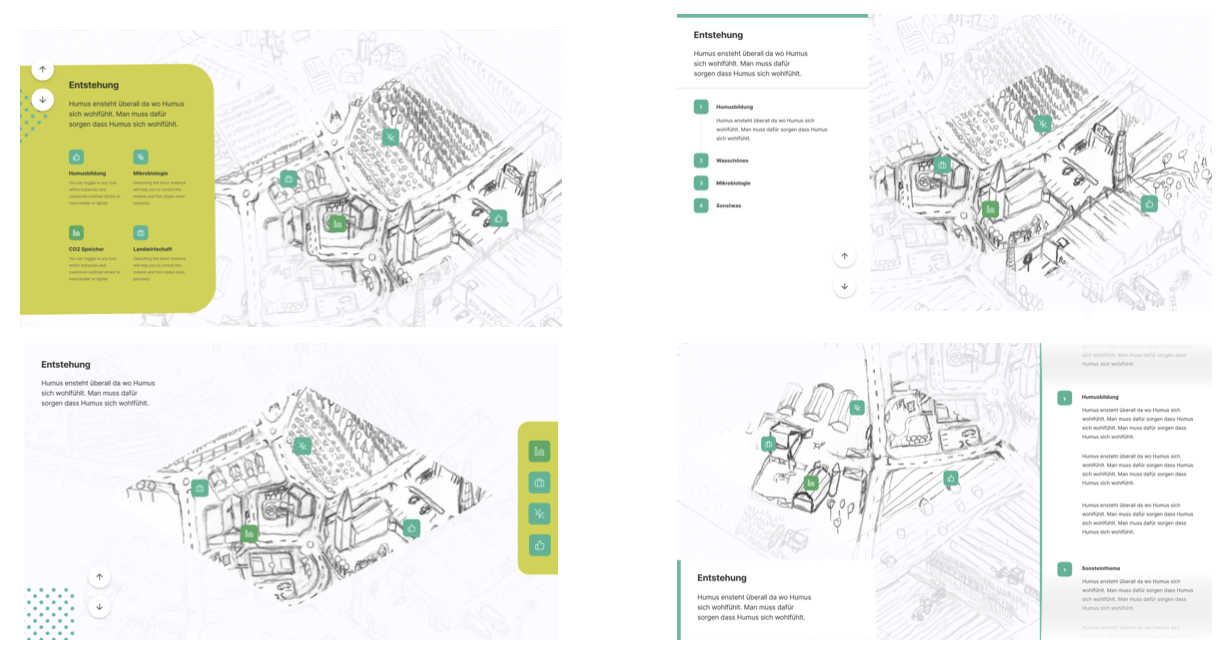 Entstehung
Humus ensteht überall da wo Humus
sich wohlfühlt. Man muss dafür
sorgen dass Humus sich wohlfühlt.
Humusbildung
You can toggle to any icon
within instances and
customize outlined stroke to
more bolder or lighter
Mikrobiologie
Detaching the block instance
will help you to control the
insanity and font styles more
precisely
CO2 Speicher
You can toggle to any icon
within instances and
customize outlined stroke to
more bolder or lighter
Landwirtschaft
Detaching the block instance
will help you to control the
insanity and font styles more
precisely
Entstehung
Humus ensteht überall da wo Humus
sich wohlfühlt. Man muss dafür
sorgen dass Humus sich wohlfühlt.
1 Humusbildung
Humus ensteht überall da wo Humus sich
wohlfühlt. Man muss dafür sorgen dass Humus
sich wohlfühlt.
2 Wasschönes
3 Mikrobiologie
4 Sonstwas
Entstehung
Humus ensteht überall da wo Humus
sich wohlfühlt. Man muss dafür
sorgen dass Humus sich wohlfühlt.
Entstehung
Humus ensteht überall da wo Humus
sich wohlfühlt. Man muss dafür
sorgen dass Humus sich wohlfühlt.
wohlfühlt. Man muss dafür sorgen dass
Humus sich wohlfühlt.
y Humusbildung
Humus ensteht überall da wo Humus sich
wohlfühlt. Man muss dafür sorgen dass
Humus sich wohlfühlt.
Humus ensteht überall da wo Humus sich
wohlfühlt. Man muss dafür sorgen dass
Humus sich wohlfühlt.
Humus ensteht überall da wo Humus sich
wohlfühlt. Man muss dafür sorgen dass
Humus sich wohlfühlt.
x Sonsteinthema
Humus ensteht überall da wo Humus sich
wohlfühlt. Man muss dafür sorgen dass
Humus sich wohlfühlt.
Humus ensteht überall da wo Humus sich